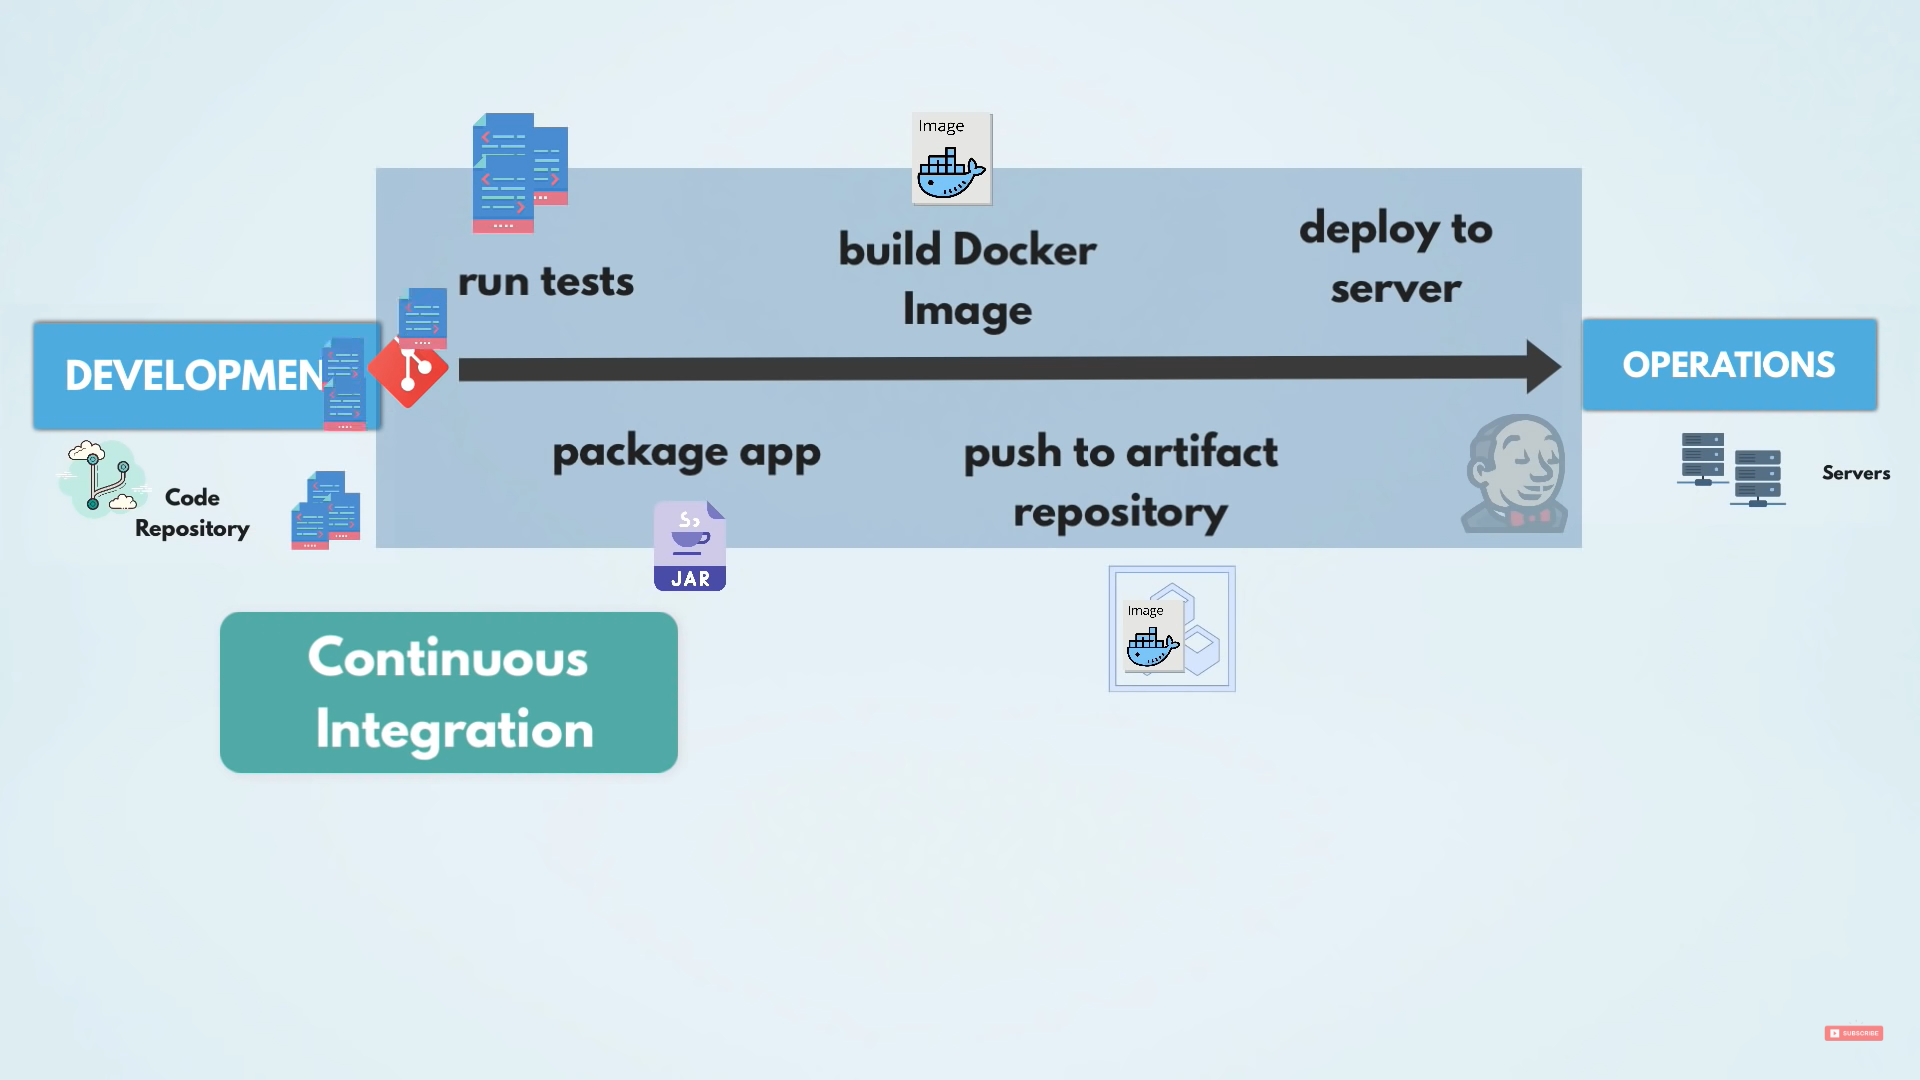 Image
run tests
build Docker
Image
deploy to
server
DEVELOPMEN
OPERATIONS
package app
push to artifact
repository
Code
Repository
Servers
JAR
Image
Continuous
Integration
SUBSCRIBE